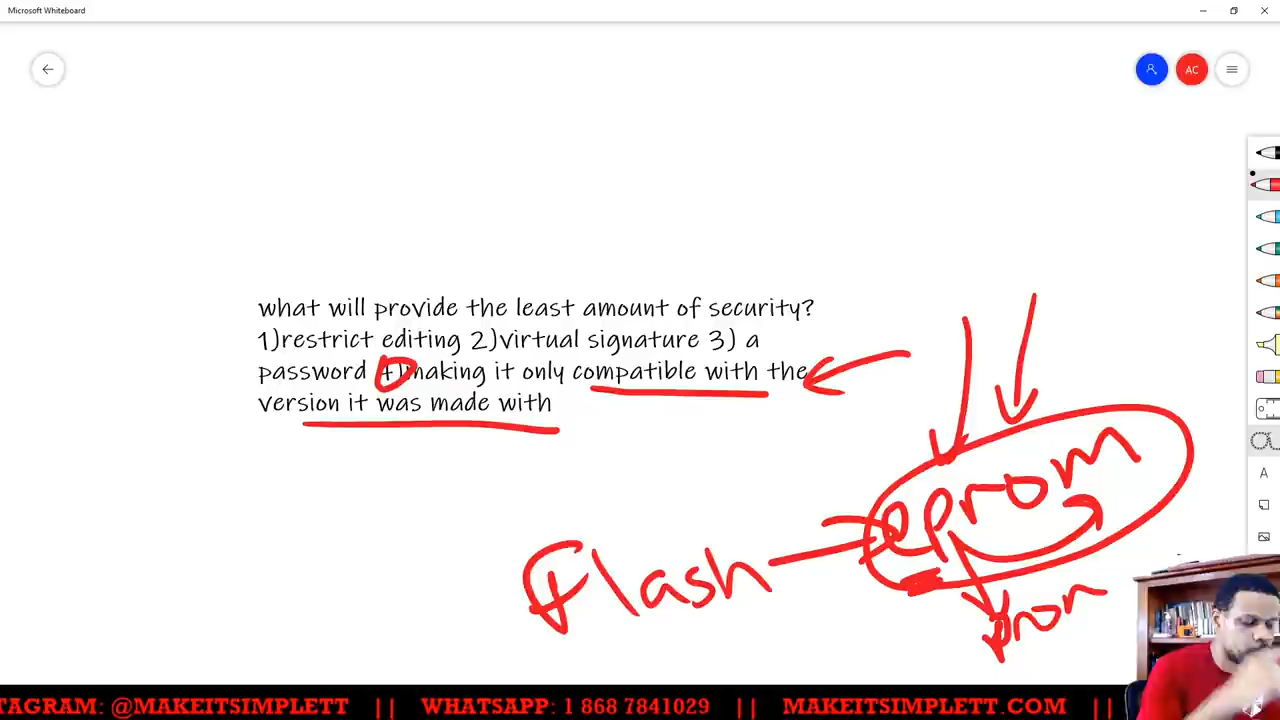 Microsoft Whiteboard
AC
what will provide the least amount of security?
1)restrict editing 2)virtual signature 3) a
password 4)making it only compatible with the
version it was made with
eprom
Flash
prom
A
TAGRAM: @MAKEITSIMPLETT || WHATSAPP: 1 868 7841029 || MAKEITSIMPLETT.COM ||